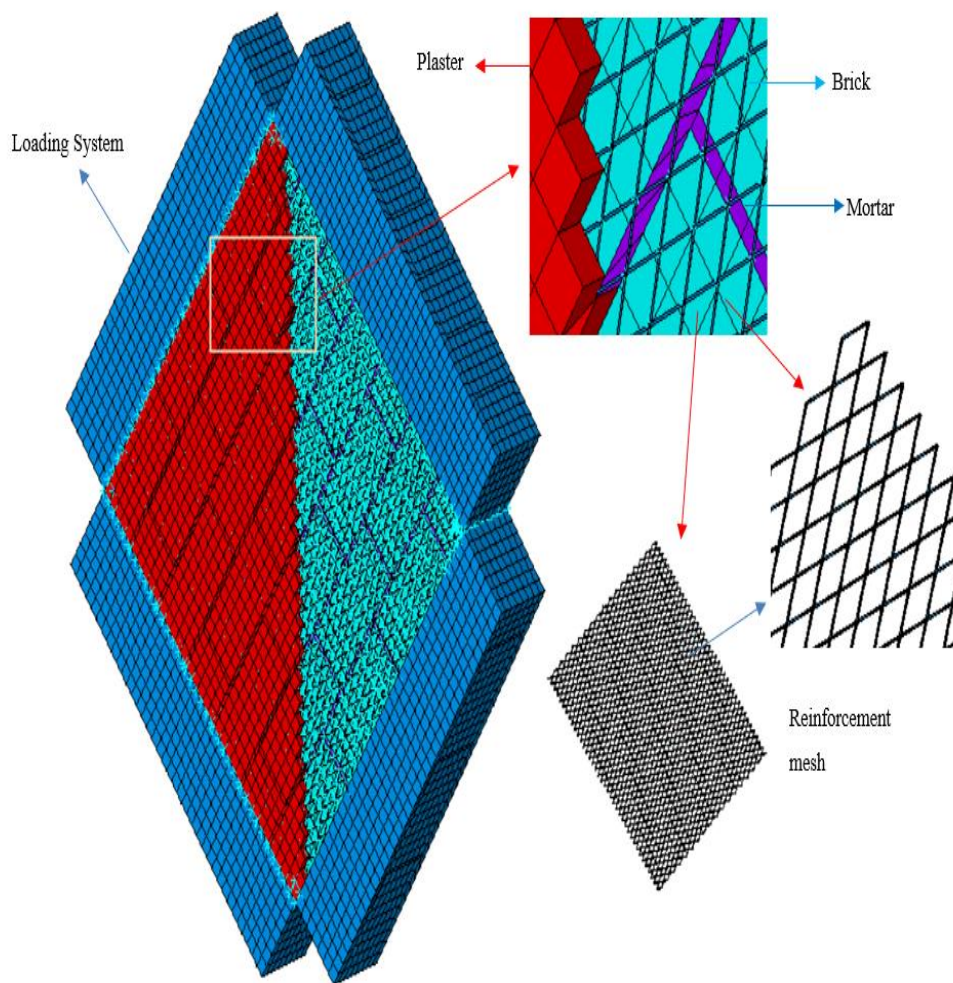 Plaster
Brick
Loading System
Mortar
Reinforcement
mesh